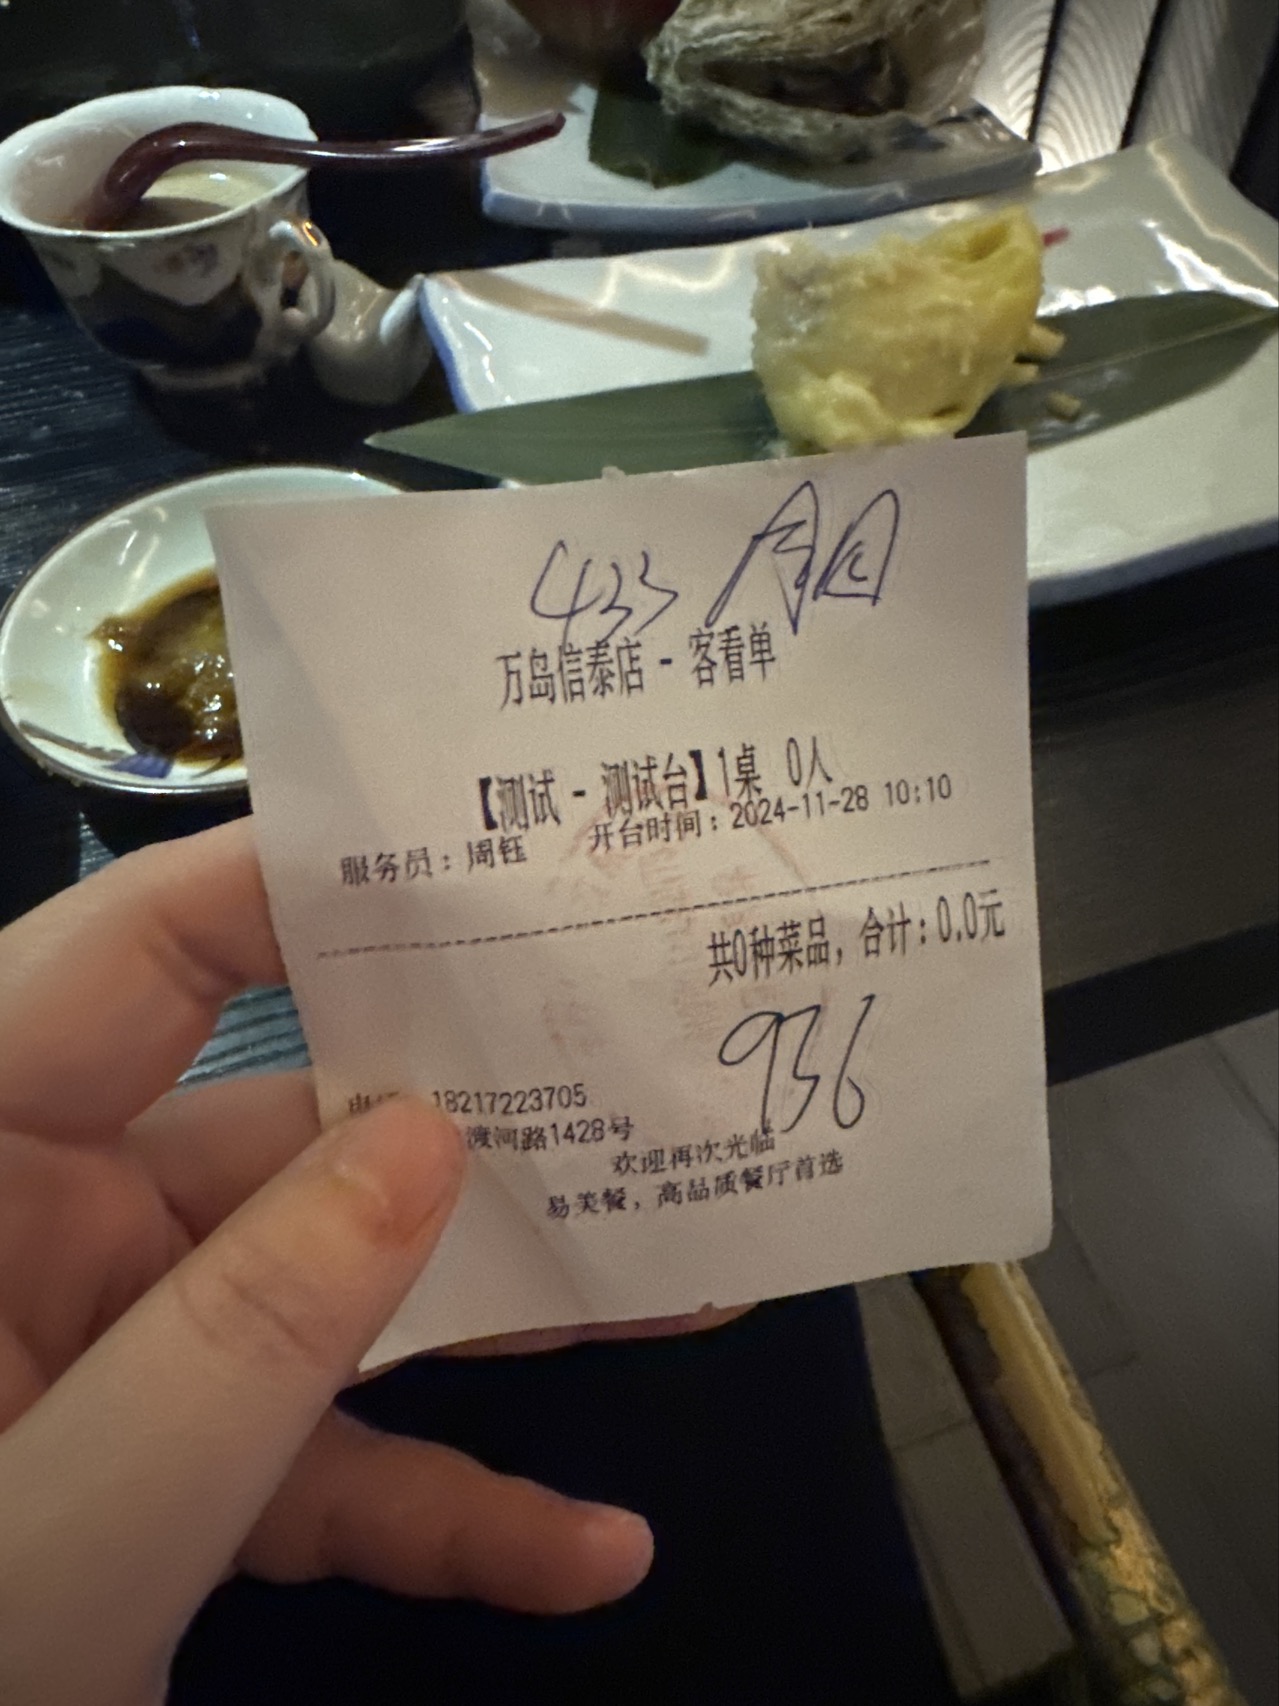 433
万岛信泰店 - 客看单
【测试 - 测试台】1桌 0人
服务员：周钰 开台时间：2024-11-28 10:10
共0种菜品，合计：0.0元
936
18217223705
渡河路1428号
欢迎再次光临
易美餐，高品质餐厅首选